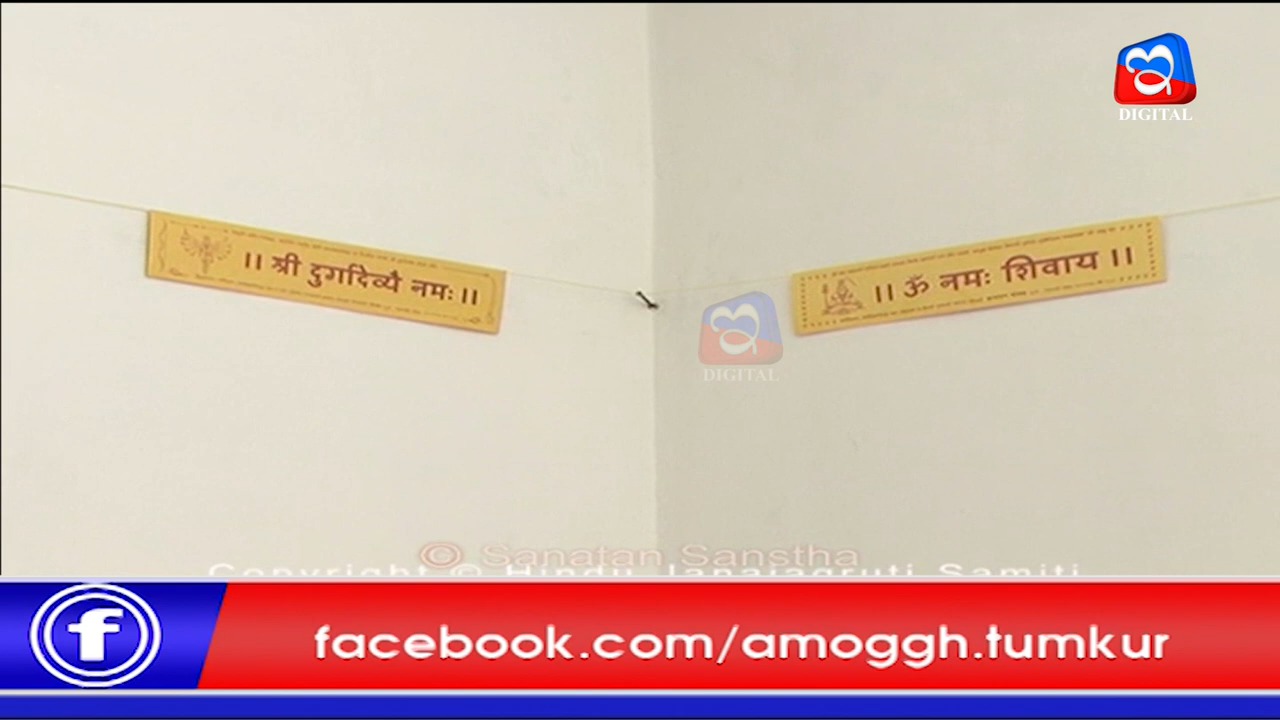 DIGITAL
।। श्री दुर्गादेव्यै नमः ।।
।। ॐ नमः शिवाय ।।
DIGITAL
© Sanatan Sanstha
Copyright © Hindu Janajagruti Samiti
facebook.com/amoggh.tumkur